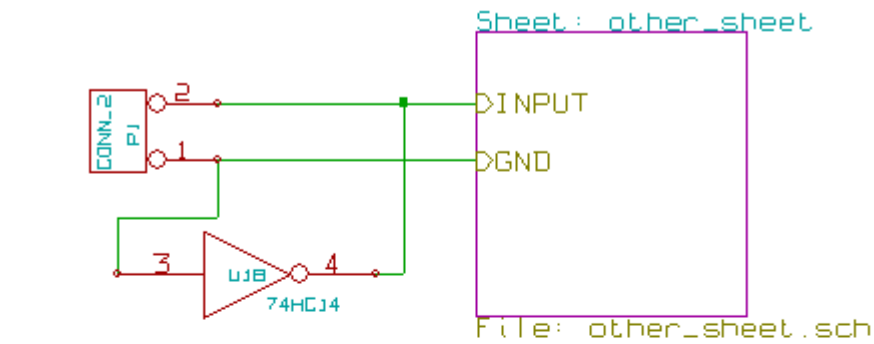 Sheet: other_sheet
CONN_2
P1
2
INPUT
1
GND
3
U1B
4
74HC14
File: other_sheet.sch